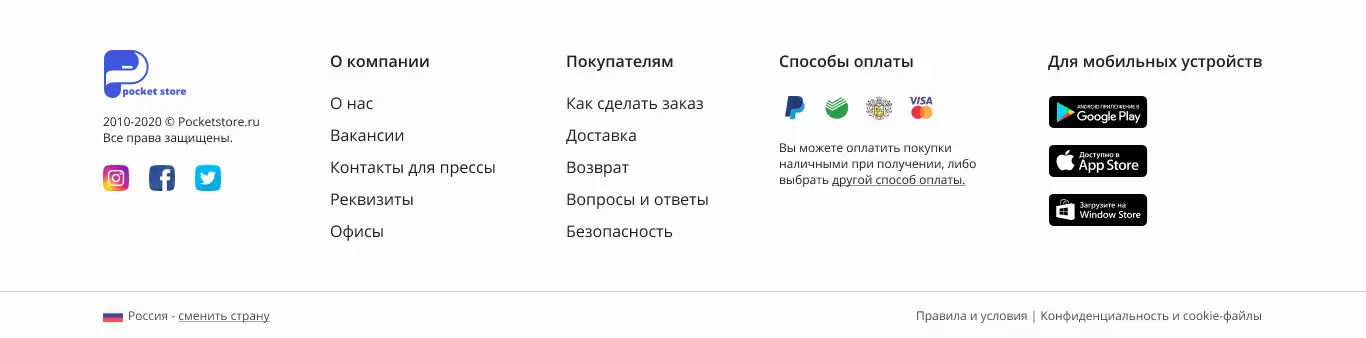 pocket store
2010-2020 © Pocketstore.ru
Все права защищены.
О компании
О нас
Вакансии
Контакты для прессы
Реквизиты
Офисы
Покупателям
Как сделать заказ
Доставка
Возврат
Вопросы и ответы
Безопасность
Способы оплаты
VISA
Вы можете оплатить покупки
наличными при получении, либо
выбрать другой способ оплаты.
Для мобильных устройств
ANDROID ПРИЛОЖЕНИЕ В
Google Play
Доступно в
App Store
Загрузите на
Window Store
Россия - сменить страну
Правила и условия | Конфиденциальность и cookie-файлы